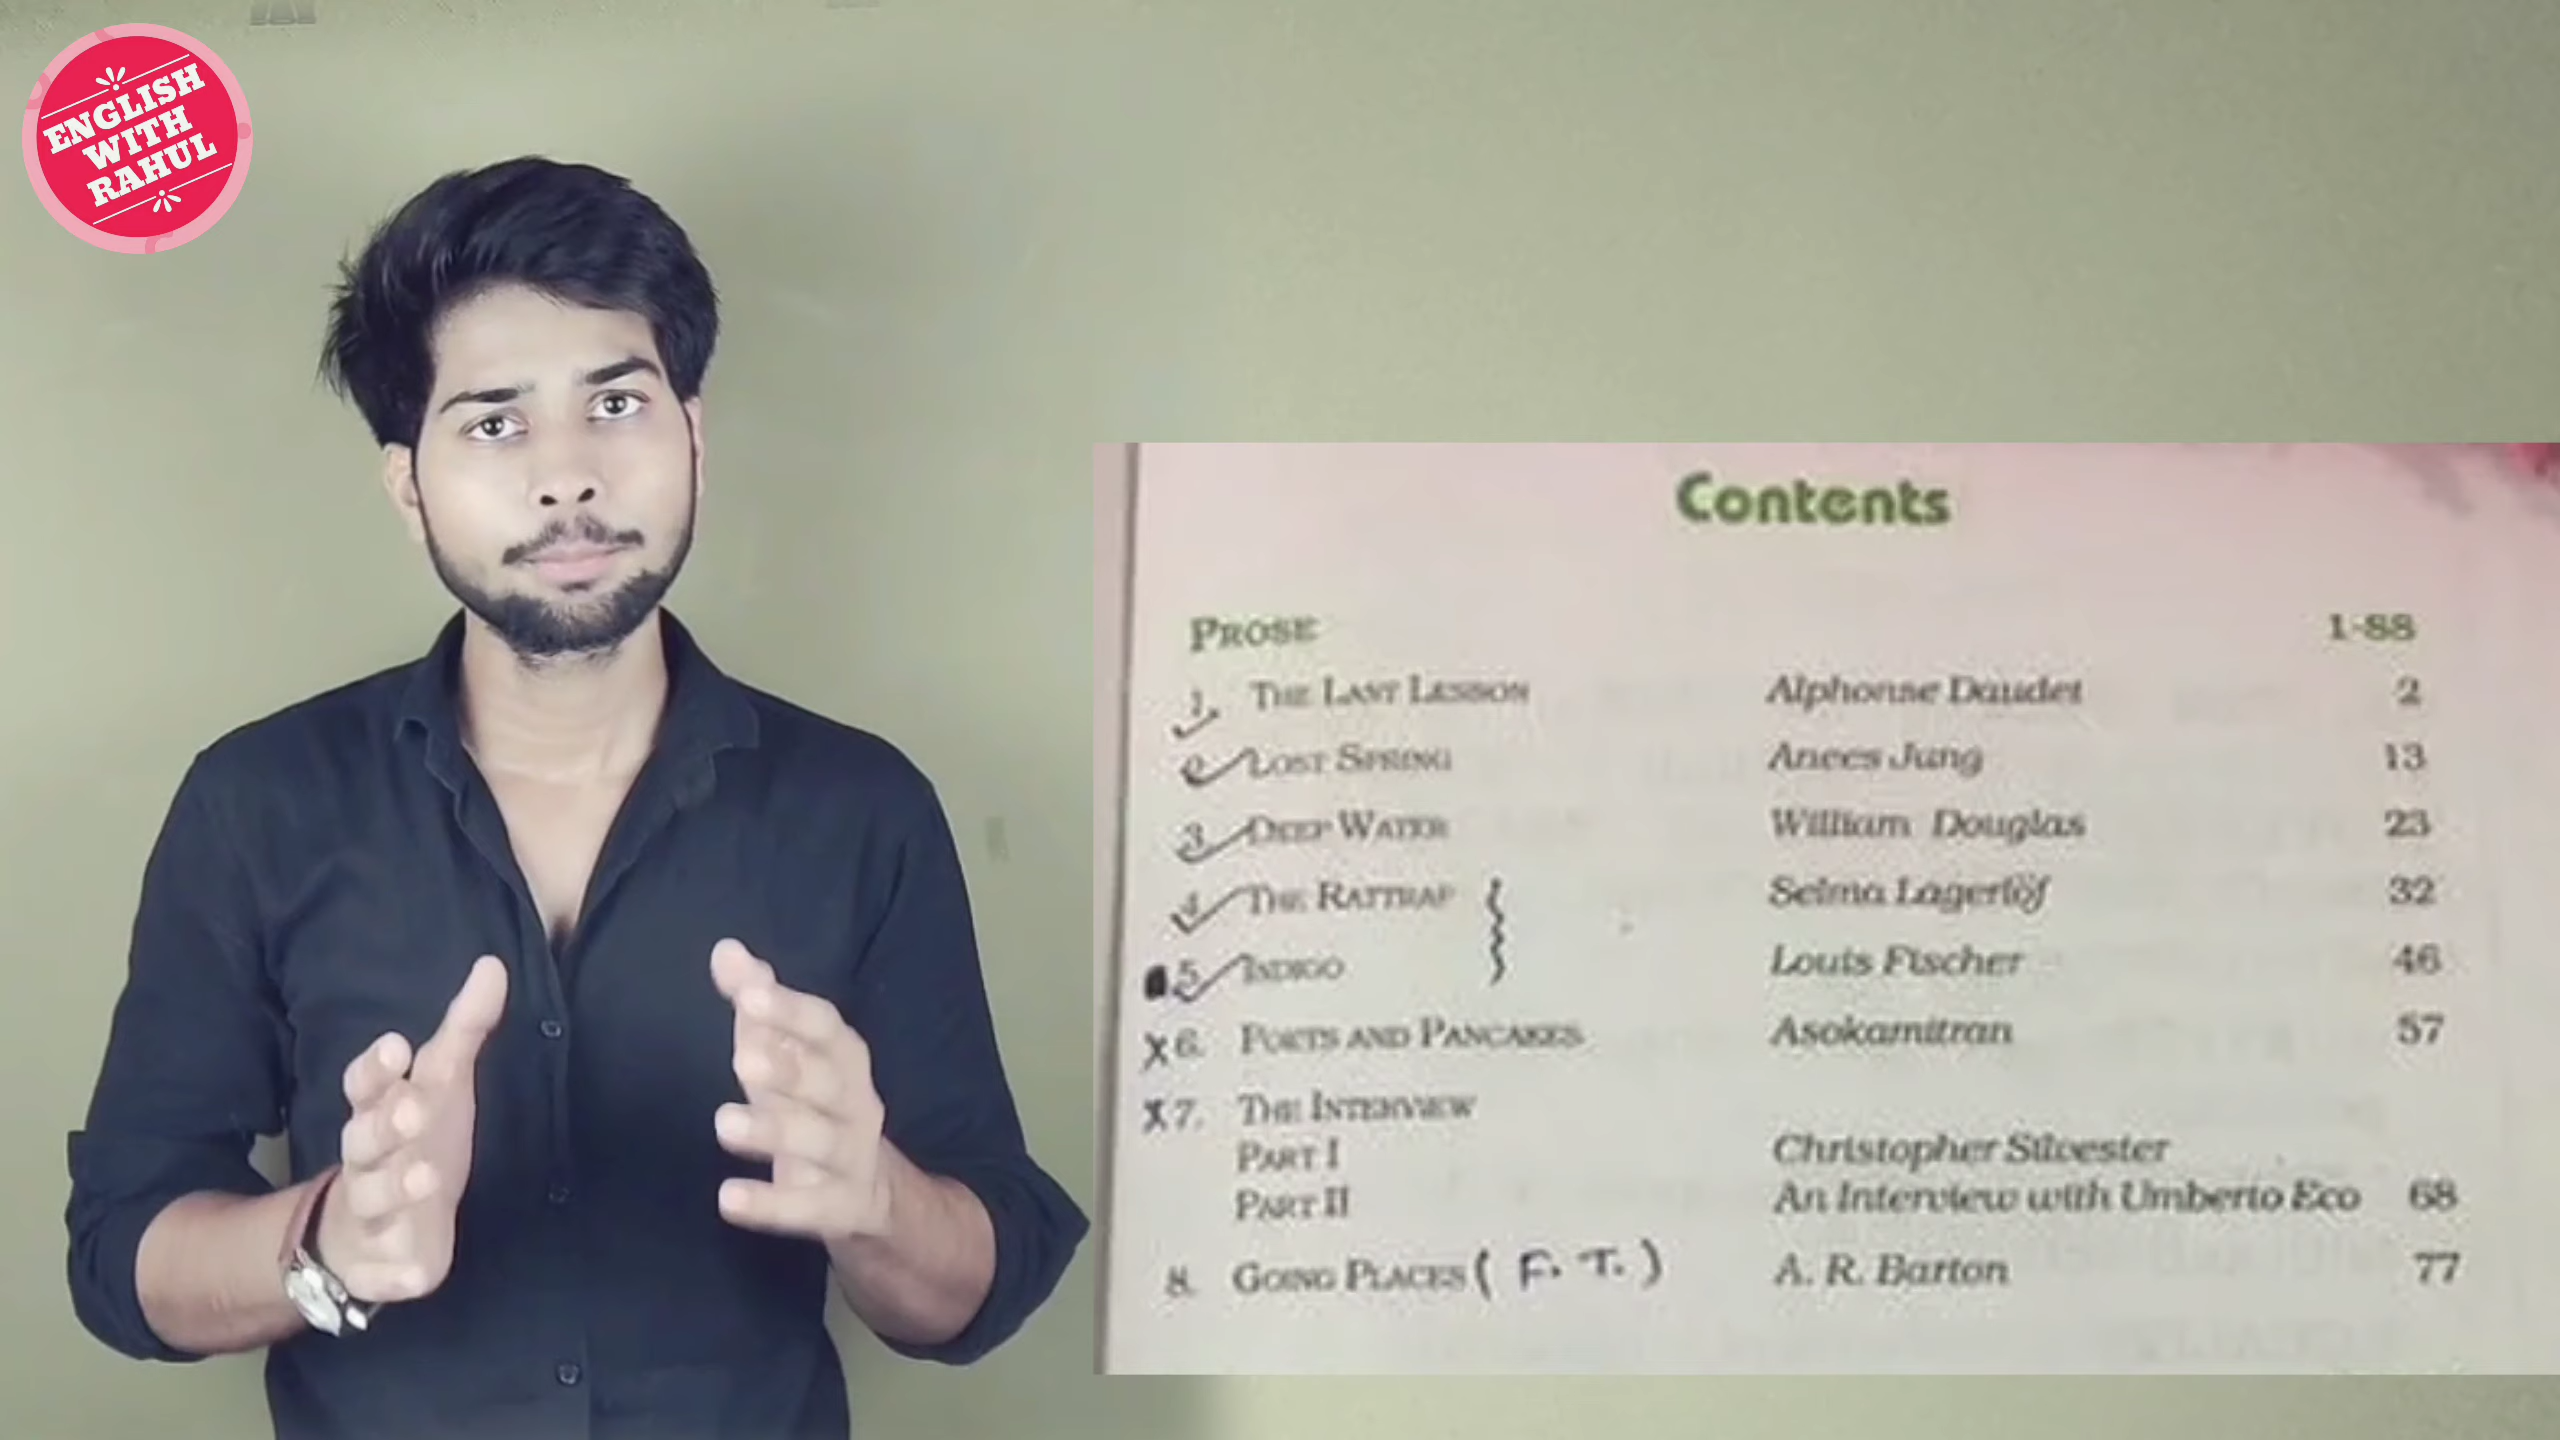 ENGLISH
WITH
RAHUL
Contents
PROSE 1-88
1. THE LAST LESSON Alphonse Daudet 2
2 LOST SPRING Anees Jung 13
3 DEEP WATER William Douglas 23
4 THE RATTRAP Selma Lagerlöf 32
5 INDIGO Louis Fischer 46
X 6. POETS AND PANCAKES Asokamitran 57
X 7. THE INTERVIEW
PART I Christopher Silvester
PART II An Interview with Umberto Eco 68
8. GOING PLACES ( F. T. ) A. R. Barton 77